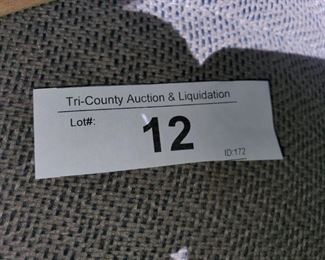 Tri-County Auction & Liquidation
Lot#:
12
ID:172